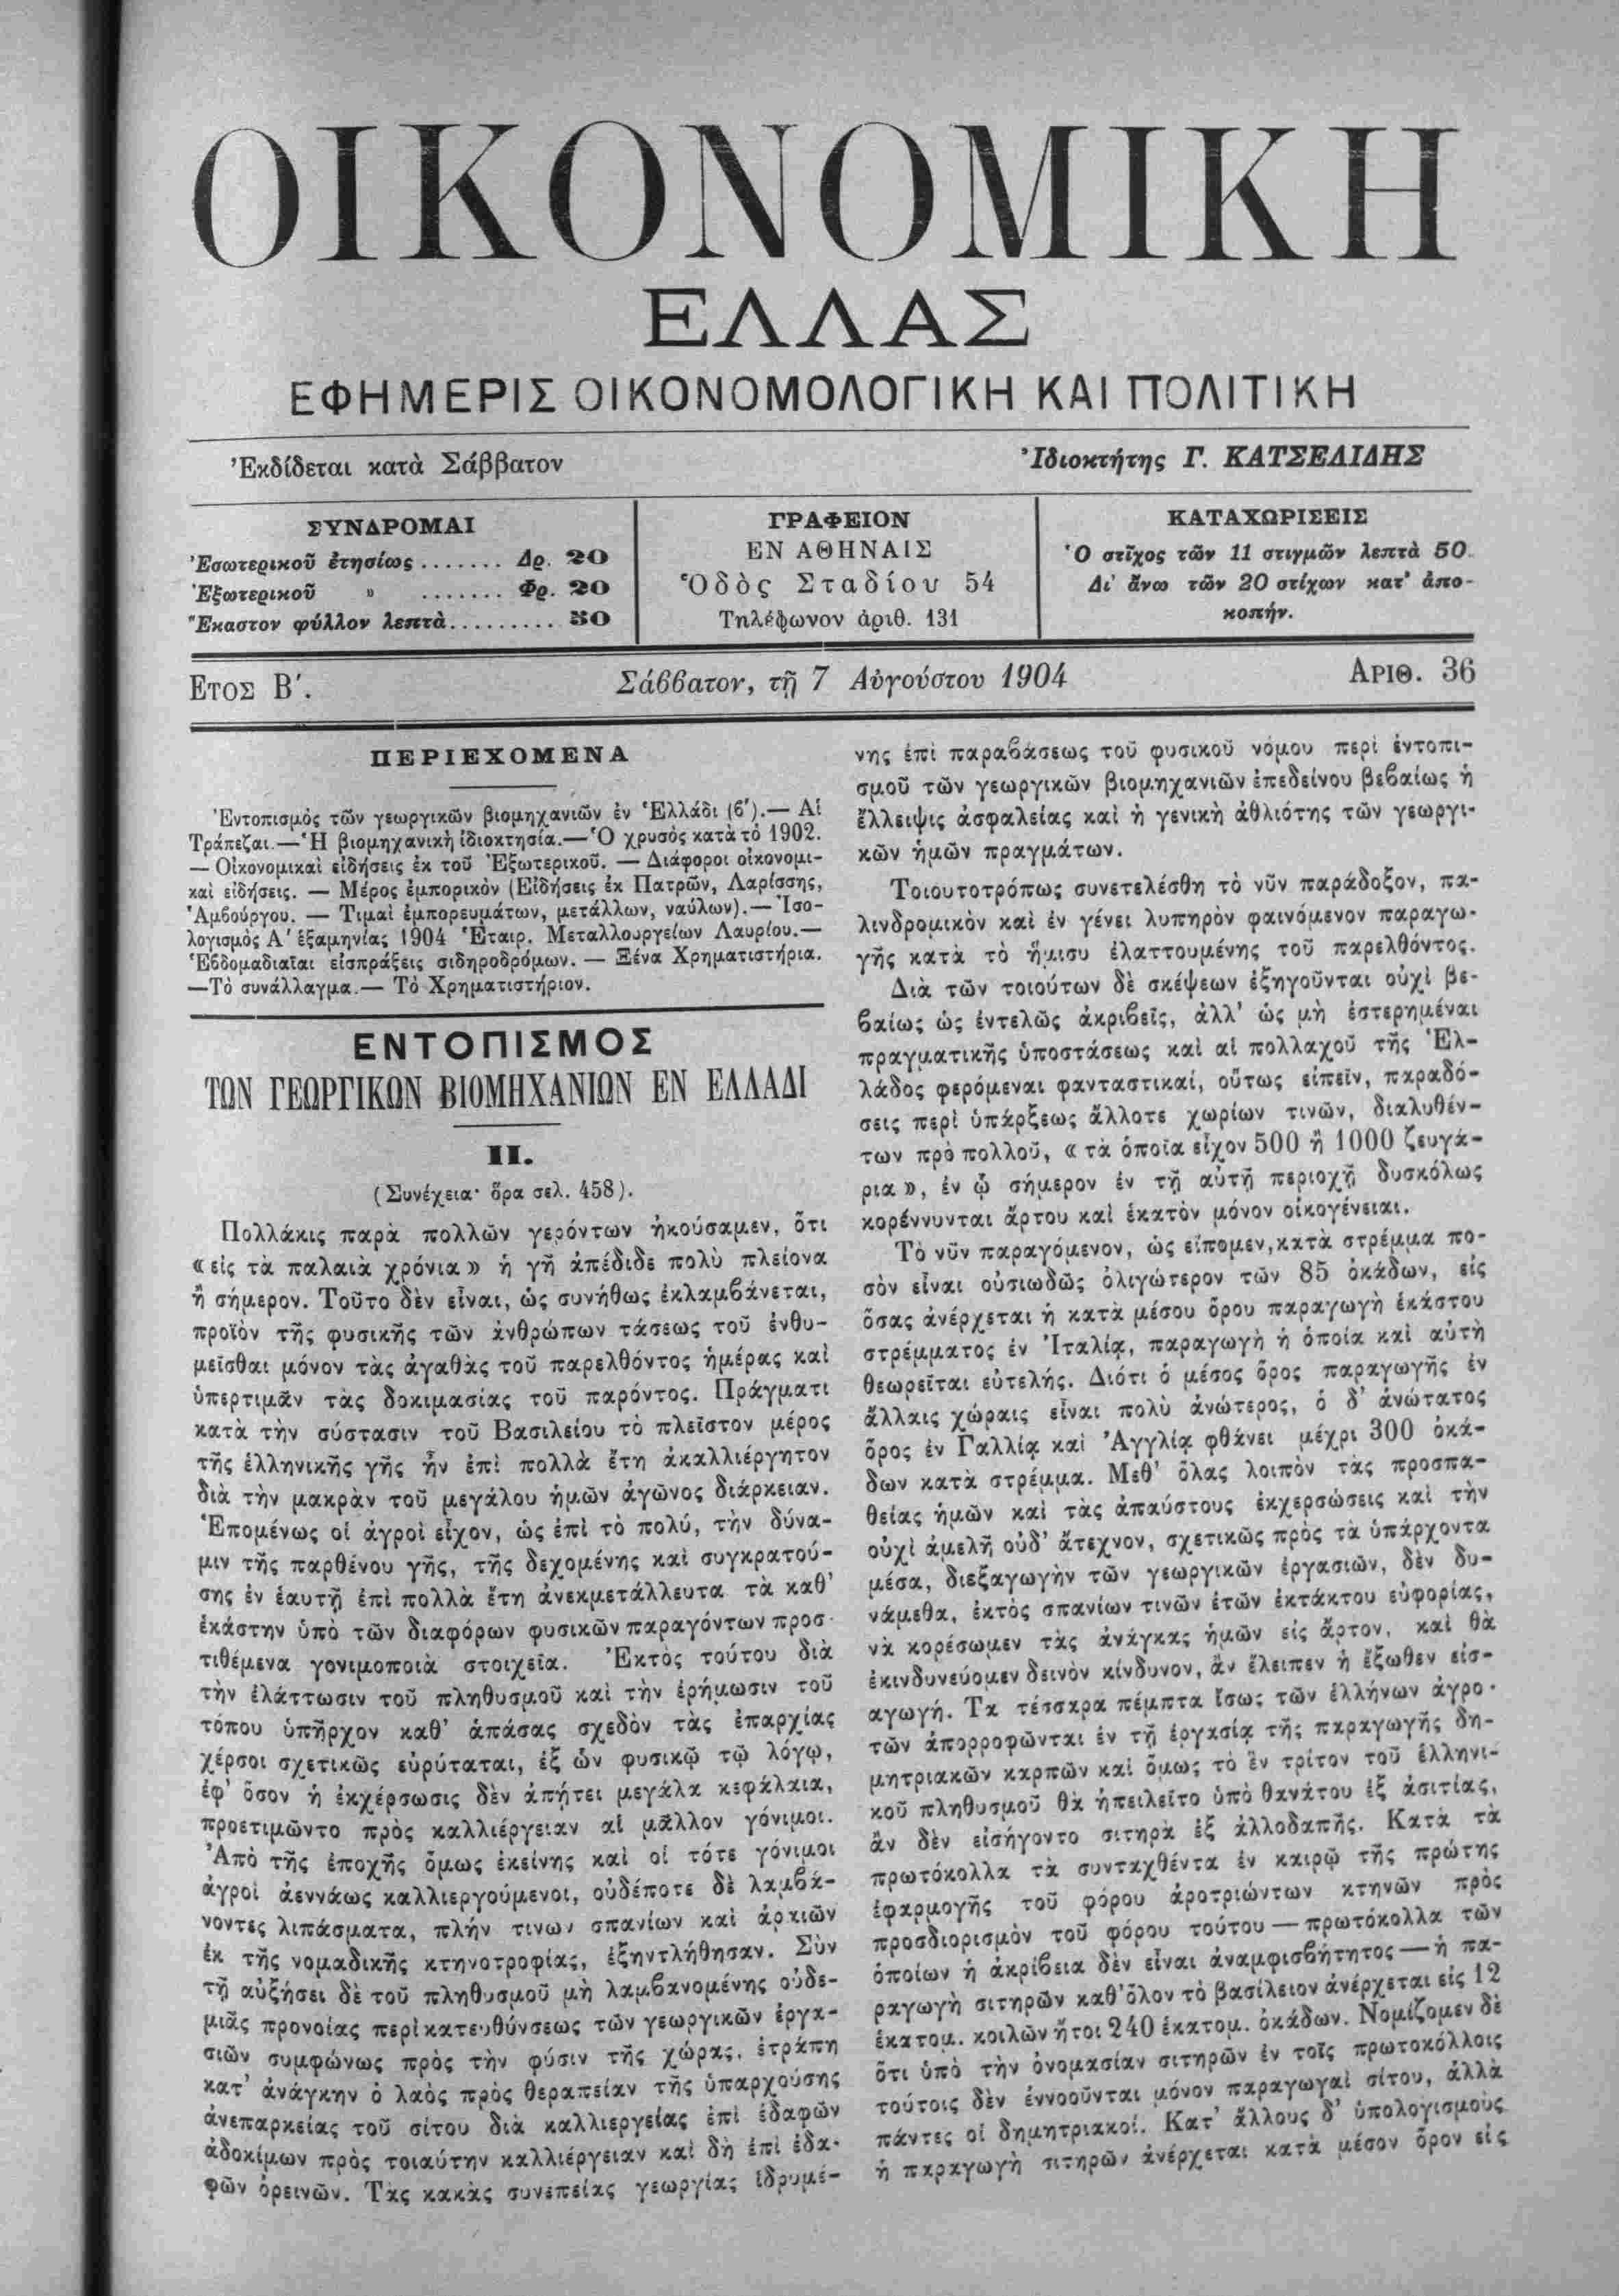 ΟΙΚΟΝΟΜΙΚΗ
ΕΛΛΑΣ
ΕΦΗΜΕΡΙΣ ΟΙΚΟΝΟΜΟΛΟΓΙΚΗ ΚΑΙ ΠΟΛΙΤΙΚΗ
Ἐκδίδεται κατὰ Σάββατον
Ἰδιοκτήτης Γ. ΚΑΤΣΕΛΙΔΗΣ
ΣΥΝΔΡΟΜΑΙ
Ἐσωτερικοῦ ἐτησίως ....... Δρ. 20
Ἐξωτερικοῦ » ....... Φρ. 20
Ἕκαστον φύλλον λεπτὰ.......... 50
ΓΡΑΦΕΙΟΝ
ΕΝ ΑΘΗΝΑΙΣ
Ὁδὸς Σταδίου 54
Τηλέφωνον ἀριθ. 131
ΚΑΤΑΧΩΡΙΣΕΙΣ
Ὁ στῖχος τῶν 11 στιγμῶν λεπτὰ 50.
Δι' ἄνω τῶν 20 στίχων κατ' ἀπο-
κοπήν.
ΕΤΟΣ Β'.
Σάββατον, τῇ 7 Αὐγούστου 1904
ΑΡΙΘ. 36
ΠΕΡΙΕΧΟΜΕΝΑ
Ἐντοπισμὸς τῶν γεωργικῶν βιομηχανιῶν ἐν Ἑλλάδι (β').— Αἱ
Τράπεζαι.—Ἡ βιομηχανικὴ ἰδιοκτησία.—Ὁ χρυσὸς κατὰ τὸ 1902.
— Οἰκονομικαὶ εἰδήσεις ἐκ τοῦ Ἐξωτερικοῦ. — Διάφοροι οἰκονομι-
καὶ εἰδήσεις. — Μέρος ἐμπορικὸν (Εἰδήσεις ἐκ Πατρῶν, Λαρίσσης,
Ἀμβούργου. — Τιμαὶ ἐμπορευμάτων, μετάλλων, ναύλων).— Ἰσο-
λογισμὸς Α' ἑξαμηνίας 1904 Ἑταιρ. Μεταλλουργείων Λαυρίου.—
Ἑβδομαδιαῖαι εἰσπράξεις σιδηροδρόμων. — Ξένα Χρηματιστήρια.
—Τὸ συνάλλαγμα.— Τὸ Χρηματιστήριον.
ΕΝΤΟΠΙΣΜΟΣ
ΤΩΝ ΓΕΩΡΓΙΚΩΝ ΒΙΟΜΗΧΑΝΙΩΝ ΕΝ ΕΛΛΑΔΙ
II.
(Συνέχεια· ὅρα σελ. 458).
Πολλάκις παρὰ πολλῶν γερόντων ἠκούσαμεν, ὅτι
«εἰς τὰ παλαιὰ χρόνια» ἡ γῆ ἀπέδιδε πολὺ πλείονα
ἢ σήμερον. Τοῦτο δὲν εἶναι, ὡς συνήθως ἐκλαμβάνεται,
προϊὸν τῆς φυσικῆς τῶν ἀνθρώπων τάσεως τοῦ ἐνθυ-
μεῖσθαι μόνον τὰς ἀγαθὰς τοῦ παρελθόντος ἡμέρας καὶ
ὑπερτιμᾶν τὰς δοκιμασίας τοῦ παρόντος. Πράγματι
κατὰ τὴν σύστασιν τοῦ Βασιλείου τὸ πλεῖστον μέρος
τῆς ἑλληνικῆς γῆς ἦν ἐπὶ πολλὰ ἔτη ἀκαλλιέργητον
διὰ τὴν μακρὰν τοῦ μεγάλου ἡμῶν ἀγῶνος διάρκειαν.
Ἑπομένως οἱ ἀγροὶ εἶχον, ὡς ἐπὶ τὸ πολύ, τὴν δύνα-
μιν τῆς παρθένου γῆς, τῆς δεχομένης καὶ συγκρατού-
σης ἐν ἑαυτῇ ἐπὶ πολλὰ ἔτη ἀνεκμετάλλευτα τὰ καθ'
ἑκάστην ὑπὸ τῶν διαφόρων φυσικῶν παραγόντων προσ-
τιθέμενα γονιμοποιὰ στοιχεῖα. Ἐκτὸς τούτου διὰ
τὴν ἐλάττωσιν τοῦ πληθυσμοῦ καὶ τὴν ἐρήμωσιν τοῦ
τόπου ὑπῆρχον καθ' ἁπάσας σχεδὸν τὰς ἐπαρχίας
χέρσοι σχετικῶς εὐρύταται, ἐξ ὧν φυσικῷ τῷ λόγῳ,
ἐφ' ὅσον ἡ ἐκχέρσωσις δὲν ἀπῄτει μεγάλα κεφάλαια,
προετιμῶντο πρὸς καλλιέργειαν αἱ μᾶλλον γόνιμοι.
Ἀπὸ τῆς ἐποχῆς ὅμως ἐκείνης καὶ οἱ τότε γόνιμοι
ἀγροὶ ἀεννάως καλλιεργούμενοι, οὐδέποτε δὲ λαμβά-
νοντες λιπάσματα, πλήν τινων σπανίων καὶ ἀραιῶν
ἐκ τῆς νομαδικῆς κτηνοτροφίας, ἐξηντλήθησαν. Σὺν
τῇ αὐξήσει δὲ τοῦ πληθυσμοῦ μὴ λαμβανομένης οὐδε-
μιᾶς προνοίας περὶ κατευθύνσεως τῶν γεωργικῶν ἐργα-
σιῶν συμφώνως πρὸς τὴν φύσιν τῆς χώρας, ἐτράπη
κατ' ἀνάγκην ὁ λαὸς πρὸς θεραπείαν τῆς ὑπαρχούσης
ἀνεπαρκείας τοῦ σίτου διὰ καλλιεργείας ἐπὶ ἐδαφῶν
ἀδοκίμων πρὸς τοιαύτην καλλιέργειαν καὶ δὴ ἐπὶ ἐδα-
φῶν ὀρεινῶν. Τὰς κακὰς συνεπείας γεωργίας ἱδρυμέ-
νης ἐπὶ παραβάσεως τοῦ φυσικοῦ νόμου περὶ ἐντοπι-
σμοῦ τῶν γεωργικῶν βιομηχανιῶν ἐπεδείνου βεβαίως ἡ
ἔλλειψις ἀσφαλείας καὶ ἡ γενικὴ ἀθλιότης τῶν γεωργι-
κῶν ἡμῶν πραγμάτων.
Τοιουτοτρόπως συνετελέσθη τὸ νῦν παράδοξον, πα-
λινδρομικὸν καὶ ἐν γένει λυπηρὸν φαινόμενον παραγω-
γῆς κατὰ τὸ ἥμισυ ἐλαττουμένης τοῦ παρελθόντος.
Διὰ τῶν τοιούτων δὲ σκέψεων ἐξηγοῦνται οὐχὶ βε-
βαίως ὡς ἐντελῶς ἀκριβεῖς, ἀλλ' ὡς μὴ ἐστερημέναι
πραγματικῆς ὑποστάσεως καὶ αἱ πολλαχοῦ τῆς Ἑλ-
λάδος φερόμεναι φανταστικαί, οὕτως εἰπεῖν, παραδό-
σεις περὶ ὑπάρξεως ἄλλοτε χωρίων τινῶν, διαλυθέν-
των πρὸ πολλοῦ, « τὰ ὁποῖα εἶχον 500 ἢ 1000 ζευγά-
ρια », ἐν ᾧ σήμερον ἐν τῇ αὐτῇ περιοχῇ δυσκόλως
κορέννυνται ἄρτου καὶ ἑκατὸν μόνον οἰκογένειαι.
Τὸ νῦν παραγόμενον, ὡς εἴπομεν, κατὰ στρέμμα πο-
σὸν εἶναι οὐσιωδῶς ὀλιγώτερον τῶν 85 ὀκάδων, εἰς
ὅσας ἀνέρχεται ἡ κατὰ μέσον ὅρον παραγωγὴ ἑκάστου
στρέμματος ἐν Ἰταλίᾳ, παραγωγὴ ἡ ὁποία καὶ αὐτὴ
θεωρεῖται εὐτελής. Διότι ὁ μέσος ὅρος παραγωγῆς ἐν
ἄλλαις χώραις εἶναι πολὺ ἀνώτερος, ὁ δ' ἀνώτατος
ὅρος ἐν Γαλλίᾳ καὶ Ἀγγλίᾳ φθάνει μέχρι 300 ὀκά-
δων κατὰ στρέμμα. Μεθ' ὅλας λοιπὸν τὰς προσπα-
θείας ἡμῶν καὶ τὰς ἀπαύστους ἐκχερσώσεις καὶ τὴν
οὐχὶ ἀμελῆ οὐδ' ἄτεχνον, σχετικῶς πρὸς τὰ ὑπάρχοντα
μέσα, διεξαγωγὴν τῶν γεωργικῶν ἐργασιῶν, δὲν δυ-
νάμεθα, ἐκτὸς σπανίων τινῶν ἐτῶν ἐκτάκτου εὐφορίας,
νὰ κορέσωμεν τὰς ἀνάγκας ἡμῶν εἰς ἄρτον, καὶ θὰ
ἐκινδυνεύομεν δεινὸν κίνδυνον, ἂν ἔλειπεν ἡ ἔξωθεν εἰσ-
αγωγή. Τὰ τέσσαρα πέμπτα ἴσως τῶν ἑλλήνων ἀγρο-
τῶν ἀπορροφῶνται ἐν τῇ ἐργασίᾳ τῆς παραγωγῆς δη-
μητριακῶν καρπῶν καὶ ὅμως τὸ ἓν τρίτον τοῦ ἑλληνι-
κοῦ πληθυσμοῦ θὰ ἠπειλεῖτο ὑπὸ θανάτου ἐξ ἀσιτίας,
ἂν δὲν εἰσήγοντο σιτηρὰ ἐξ ἀλλοδαπῆς. Κατὰ τὰ
πρωτόκολλα τὰ συνταχθέντα ἐν καιρῷ τῆς πρώτης
ἐφαρμογῆς τοῦ φόρου ἀροτριώντων κτηνῶν πρὸς
προσδιορισμὸν τοῦ φόρου τούτου — πρωτόκολλα τῶν
ὁποίων ἡ ἀκρίβεια δὲν εἶναι ἀναμφισβήτητος — ἡ πα-
ραγωγὴ σιτηρῶν καθ' ὅλον τὸ βασίλειον ἀνέρχεται εἰς 12
ἑκατομ. κοιλῶν ἤτοι 240 ἑκατομ. ὀκάδων. Νομίζομεν δὲ
ὅτι ὑπὸ τὴν ὀνομασίαν σιτηρῶν ἐν τοῖς πρωτοκόλλοις
τούτοις δὲν ἐννοοῦνται μόνον παραγωγαὶ σίτου, ἀλλὰ
πάντες οἱ δημητριακοί. Κατ' ἄλλους δ' ὑπολογισμοὺς
ἡ παραγωγὴ σιτηρῶν ἀνέρχεται κατὰ μέσον ὅρον εἰς